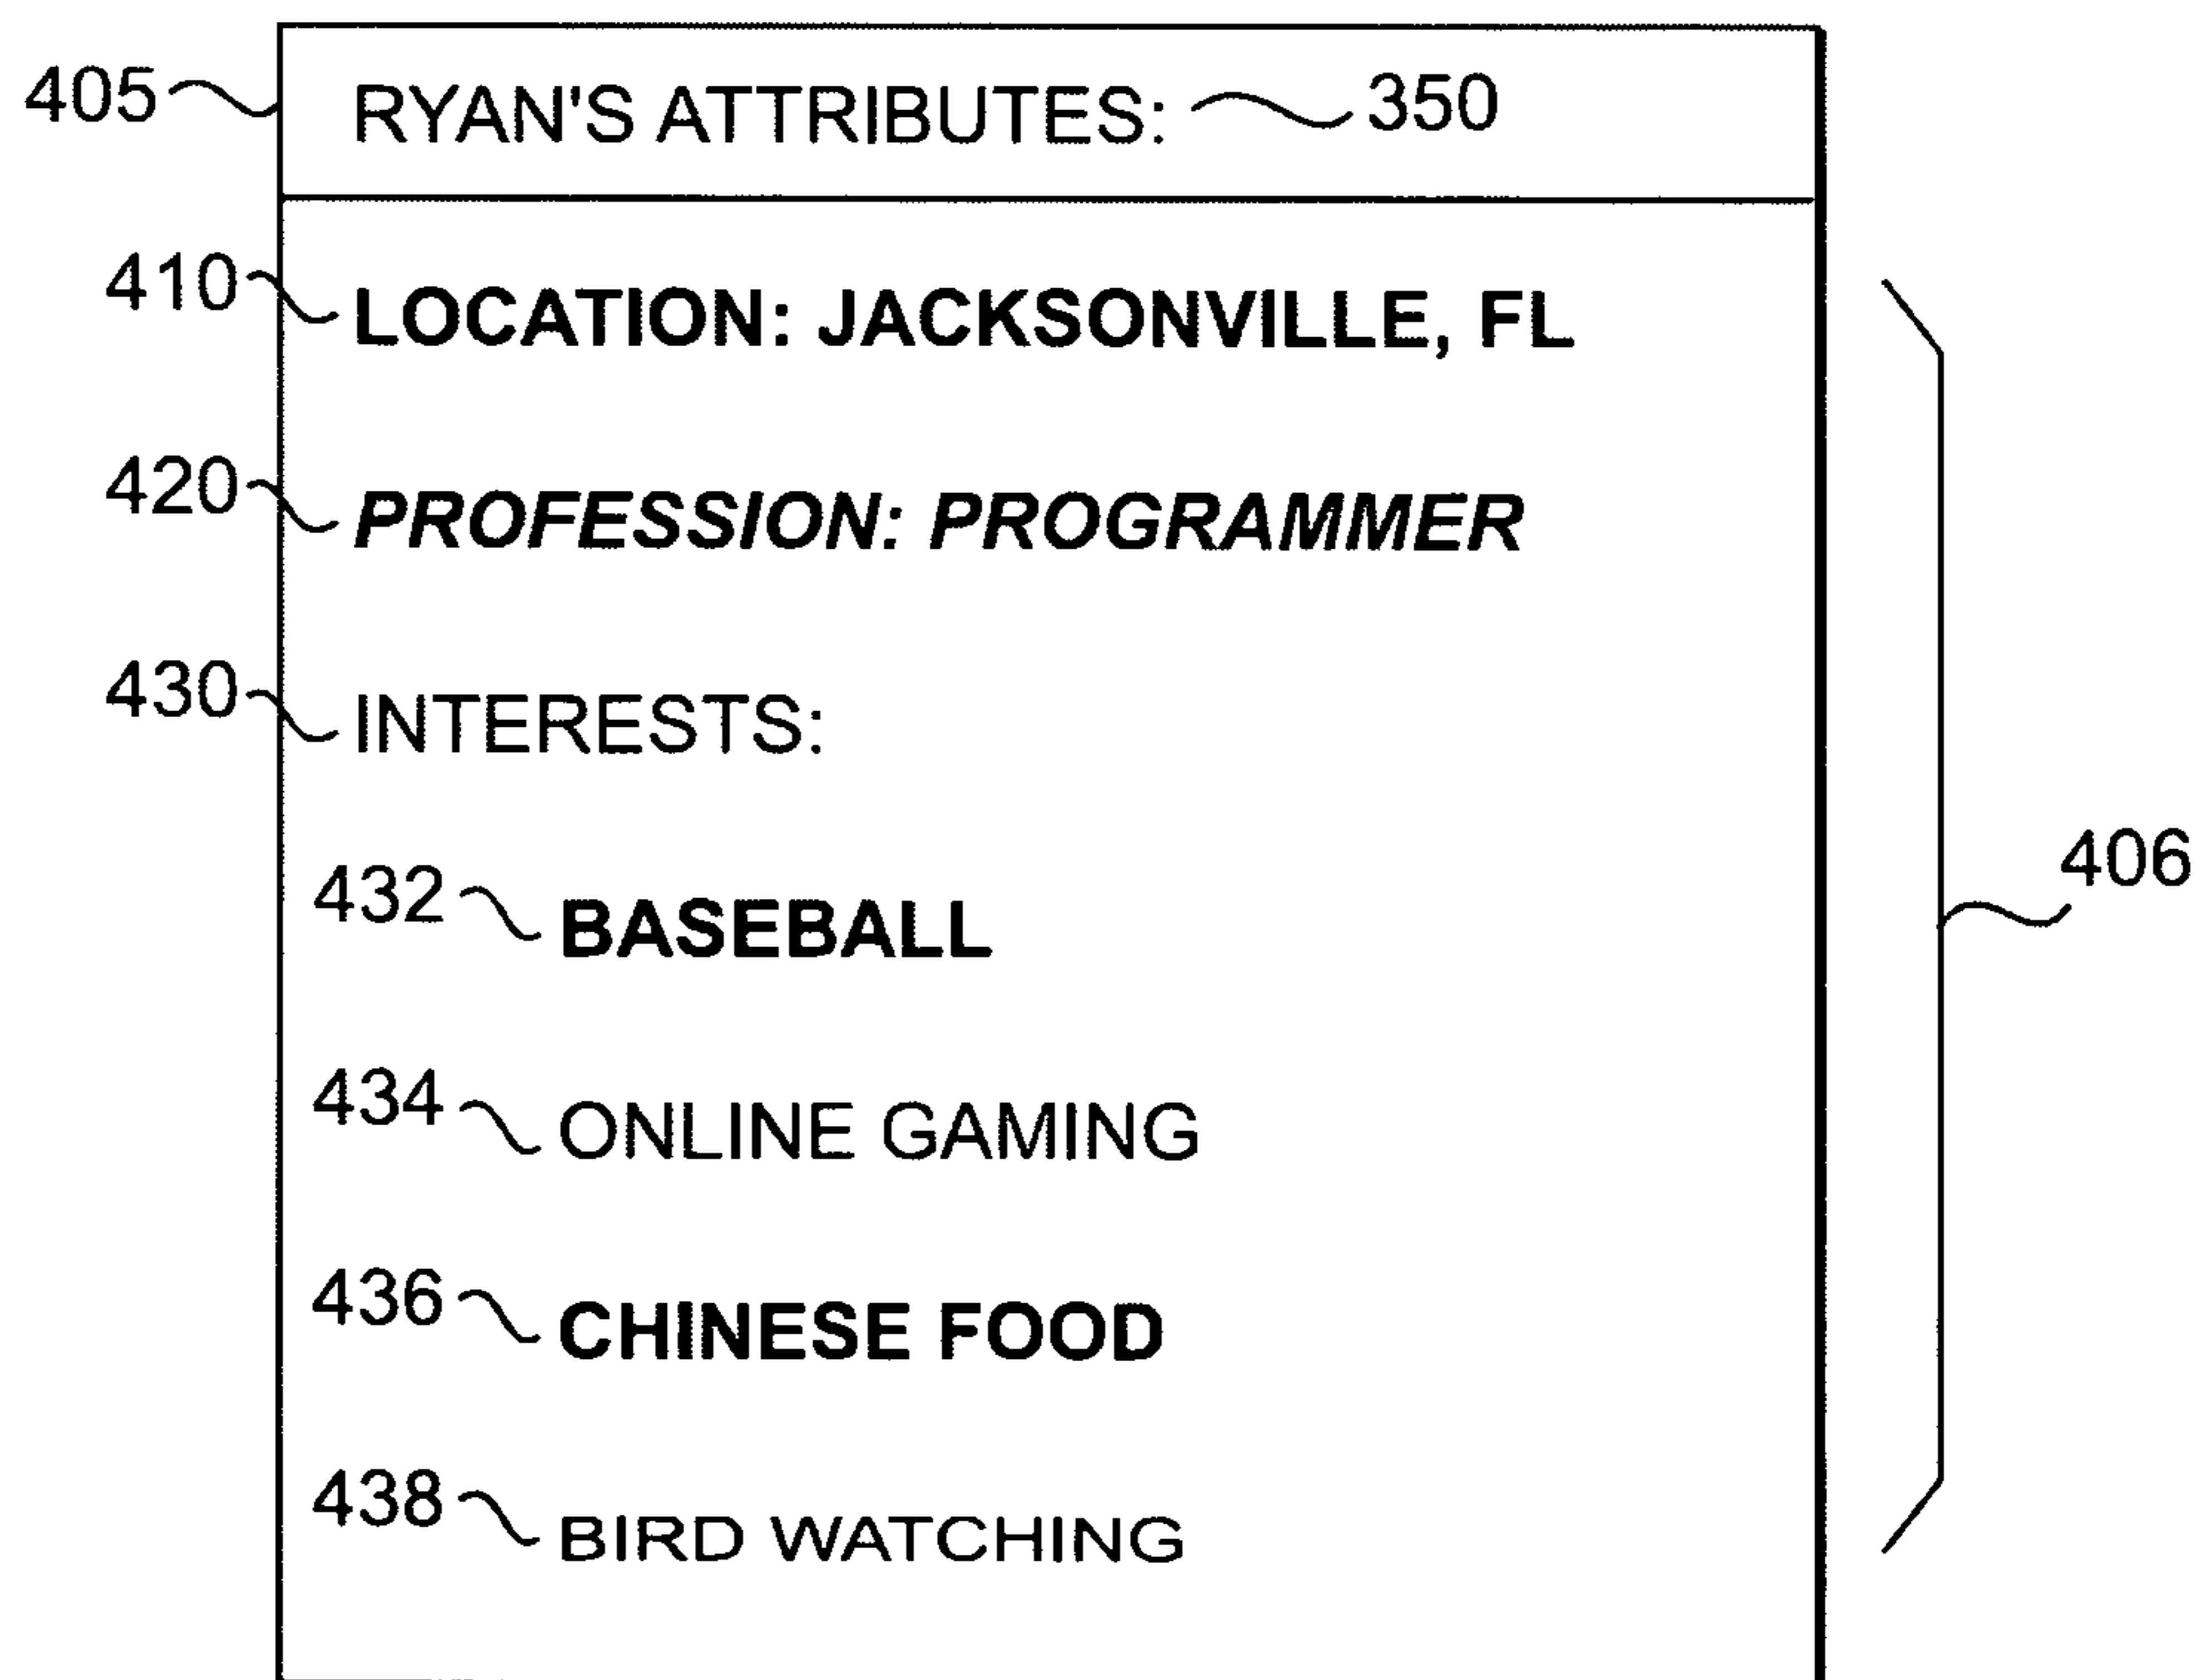 405 RYAN'S ATTRIBUTES: 350
410 LOCATION: JACKSONVILLE, FL
420 PROFESSION: PROGRAMMER
430 INTERESTS:
432 BASEBALL
406
434 ONLINE GAMING
436 CHINESE FOOD
438 BIRD WATCHING